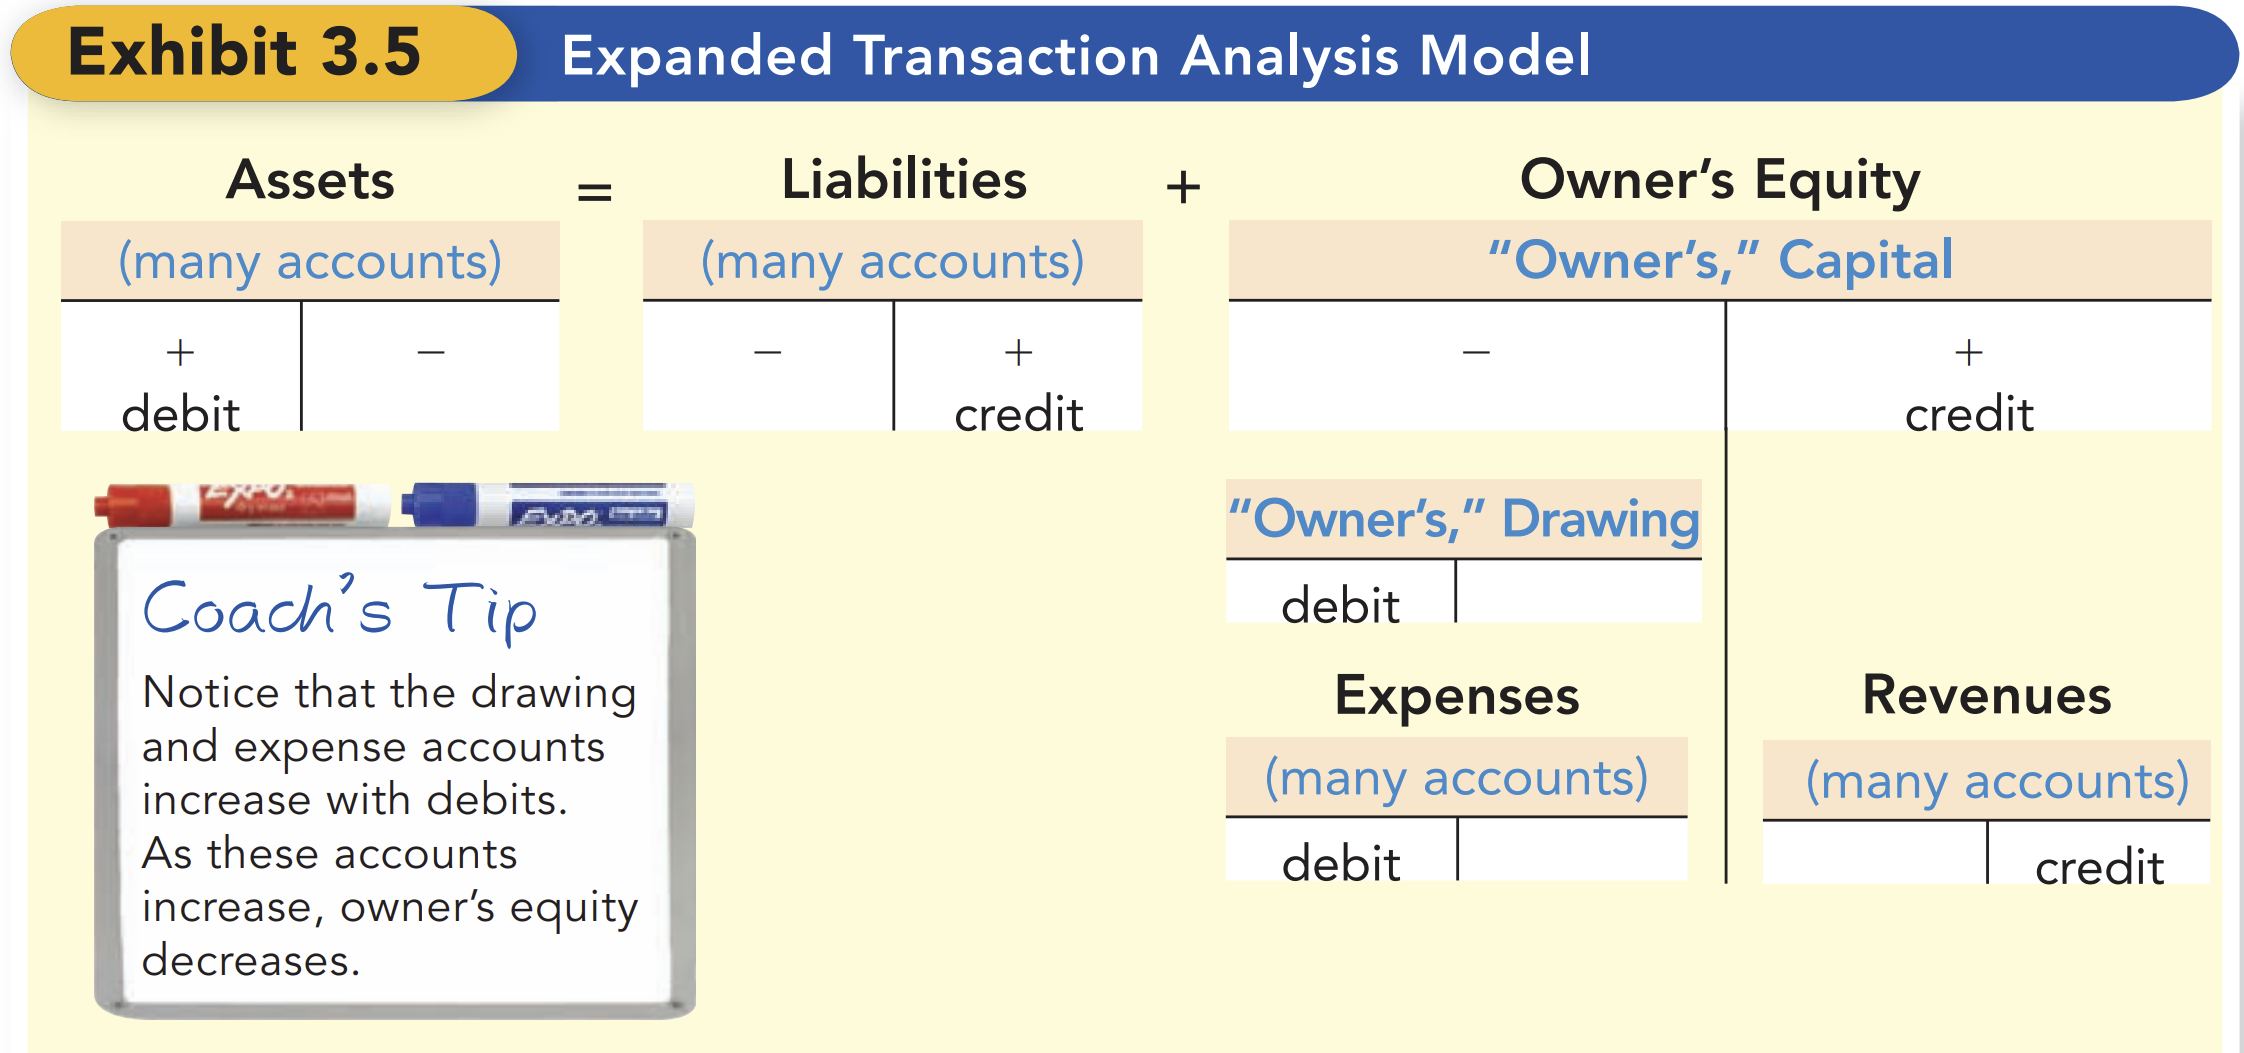 Exhibit 3.5 Expanded Transaction Analysis Model
Assets = Liabilities + Owner’s Equity
(many accounts) (many accounts) “Owner’s,” Capital
+ − − + − +
debit credit credit
“Owner’s,” Drawing
debit
Expenses Revenues
(many accounts) (many accounts)
debit credit
EXPO.
EXPO.
Coach’s Tip
Notice that the drawing
and expense accounts
increase with debits.
As these accounts
increase, owner’s equity
decreases.